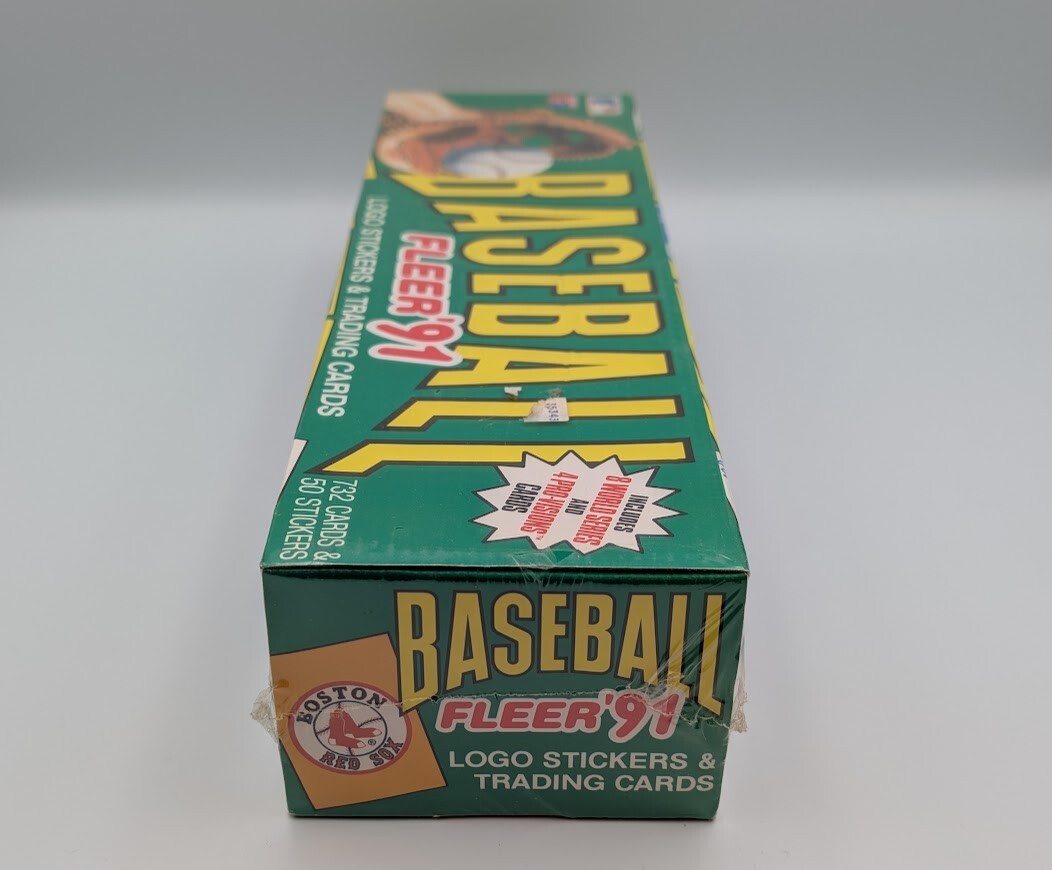 BASEBALL
FLEER '91
LOGO STICKERS & TRADING CARDS
732 CARDS &
50 STICKERS
INCLUDES
8 WORLD SERIES
AND
4 PRO-VISIONS™
CARDS
BASEBALL
FLEER '91
LOGO STICKERS &
TRADING CARDS
BOSTON
RED SOX
®